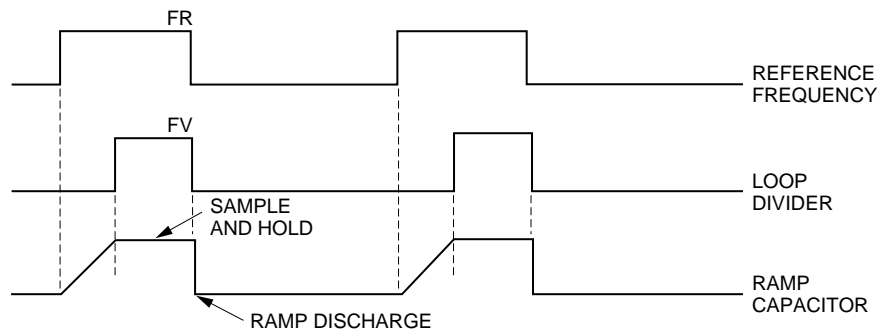 FR
REFERENCE
FREQUENCY
FV
LOOP
DIVIDER
SAMPLE
AND HOLD
RAMP
CAPACITOR
RAMP DISCHARGE